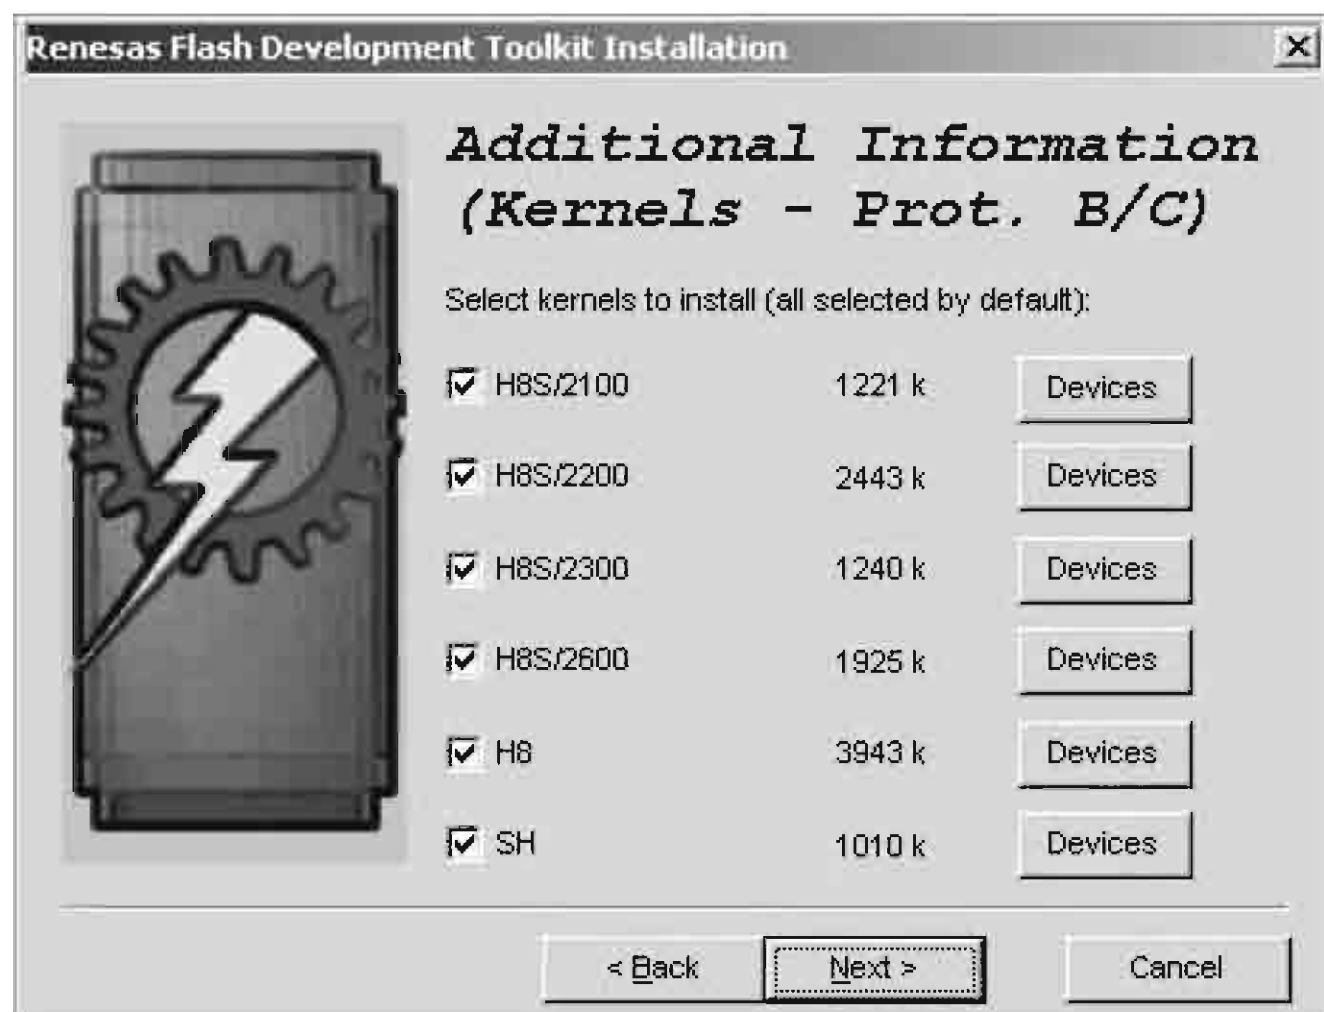 Renesas Flash Development Toolkit Installation
Additional Information
(Kernels - Prot. B/C)
Select kernels to install (all selected by default):
H8S/2100 1221 k Devices
H8S/2200 2443 k Devices
H8S/2300 1240 k Devices
H8S/2600 1925 k Devices
H8 3943 k Devices
SH 1010 k Devices
< Back Next > Cancel